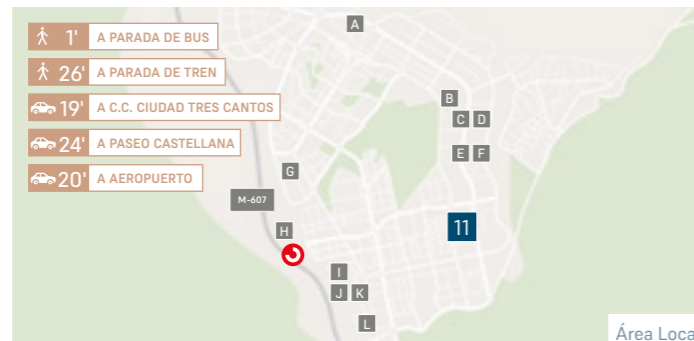 1' A PARADA DE BUS
26' A PARADA DE TREN
19' A C.C. CIUDAD TRES CANTOS
24' A PASEO CASTELLANA
20' A AEROPUERTO
A
B
C D
E F
G
M-607
11
H
I
J K
L
Área Loca